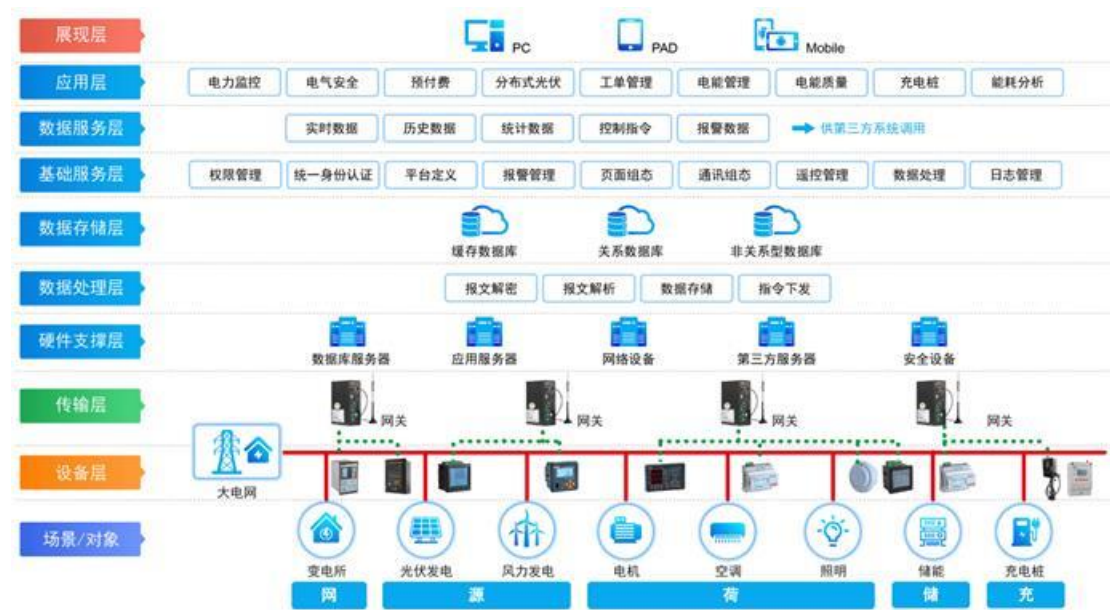 展现层
PC
PAD
Mobile
应用层
电力监控 电气安全 预付费 分布式光伏 工单管理 电能管理 电能质量 充电桩 能耗分析
数据服务层
实时数据 历史数据 统计数据 控制指令 报警数据 供第三方系统调用
基础服务层
权限管理 统一身份认证 平台定义 报警管理 页面组态 通讯组态 遥控管理 数据处理 日志管理
数据存储层
缓存数据库 关系数据库 非关系型数据库
数据处理层
报文解密 报文解析 数据存储 指令下发
硬件支撑层
数据库服务器 应用服务器 网络设备 第三方服务器 安全设备
传输层
网关 网关 网关 网关
设备层
大电网
场景/对象
变电所 光伏发电 风力发电 电机 空调 照明 储能 充电桩
网 源 荷 储 充